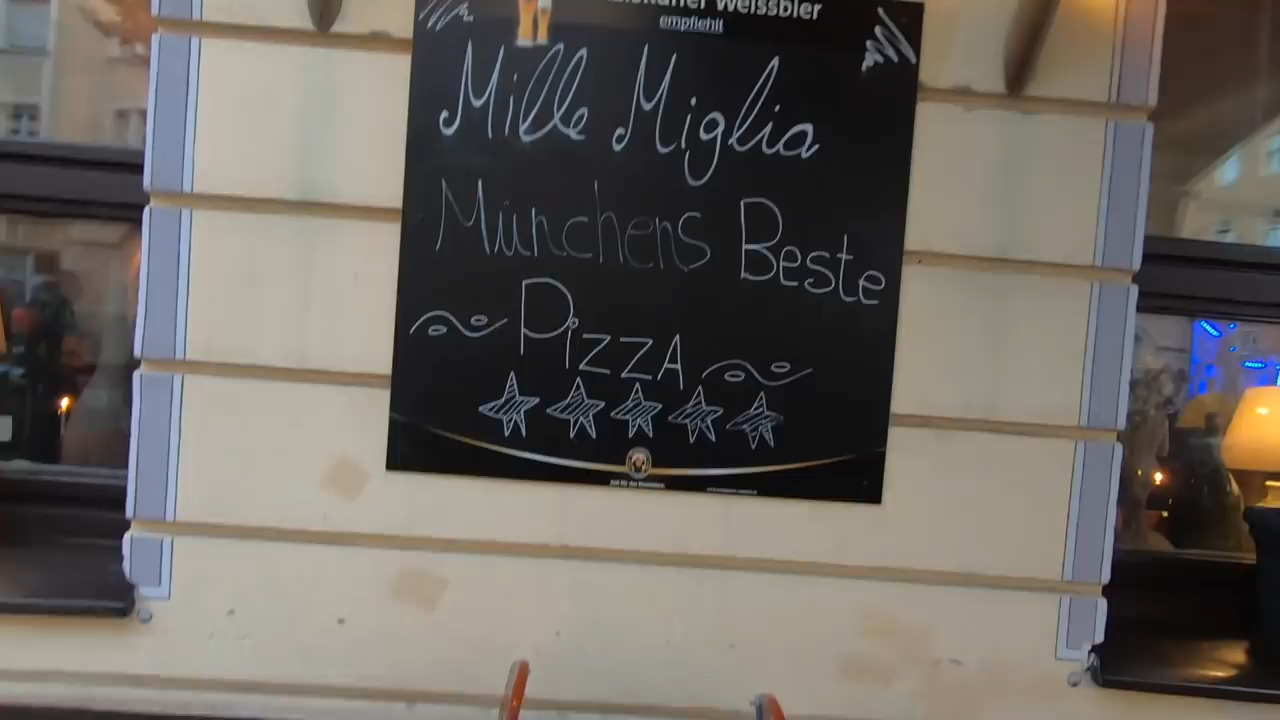 Weissbier
empfiehlt
Mille Miglia
Münchens Beste
Pizza